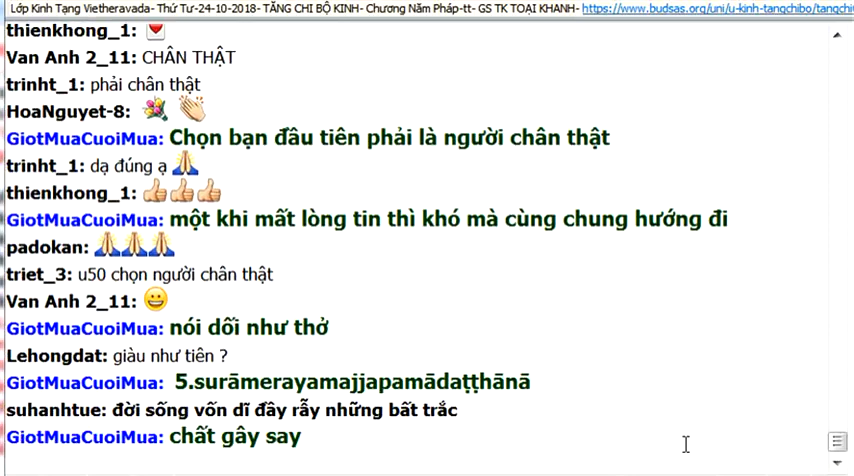 Lớp Kinh Tạng Vietheravada- Thứ Tư-24-10-2018- TĂNG CHI BỘ KINH- Chương Năm Pháp-tt- GS TK TOẠI KHANH- https://www.budsas.org/uni/u-kinh-tangchibo/tangchi
thienkhong_1:
Van Anh 2_11: CHÂN THẬT
trinht_1: phải chân thật
HoaNguyet-8:
GiotMuaCuoiMua: Chọn bạn đầu tiên phải là người chân thật
trinht_1: dạ đúng ạ
thienkhong_1:
GiotMuaCuoiMua: một khi mất lòng tin thì khó mà cùng chung hướng đi
padokan:
triet_3: u50 chọn người chân thật
Van Anh 2_11:
GiotMuaCuoiMua: nói dối như thở
Lehongdat: giàu như tiên ?
GiotMuaCuoiMua: 5.surāmerayamajjapamādaṭṭhānā
suhanhtue: đời sống vốn dĩ đầy rẫy những bất trắc
GiotMuaCuoiMua: chất gây say